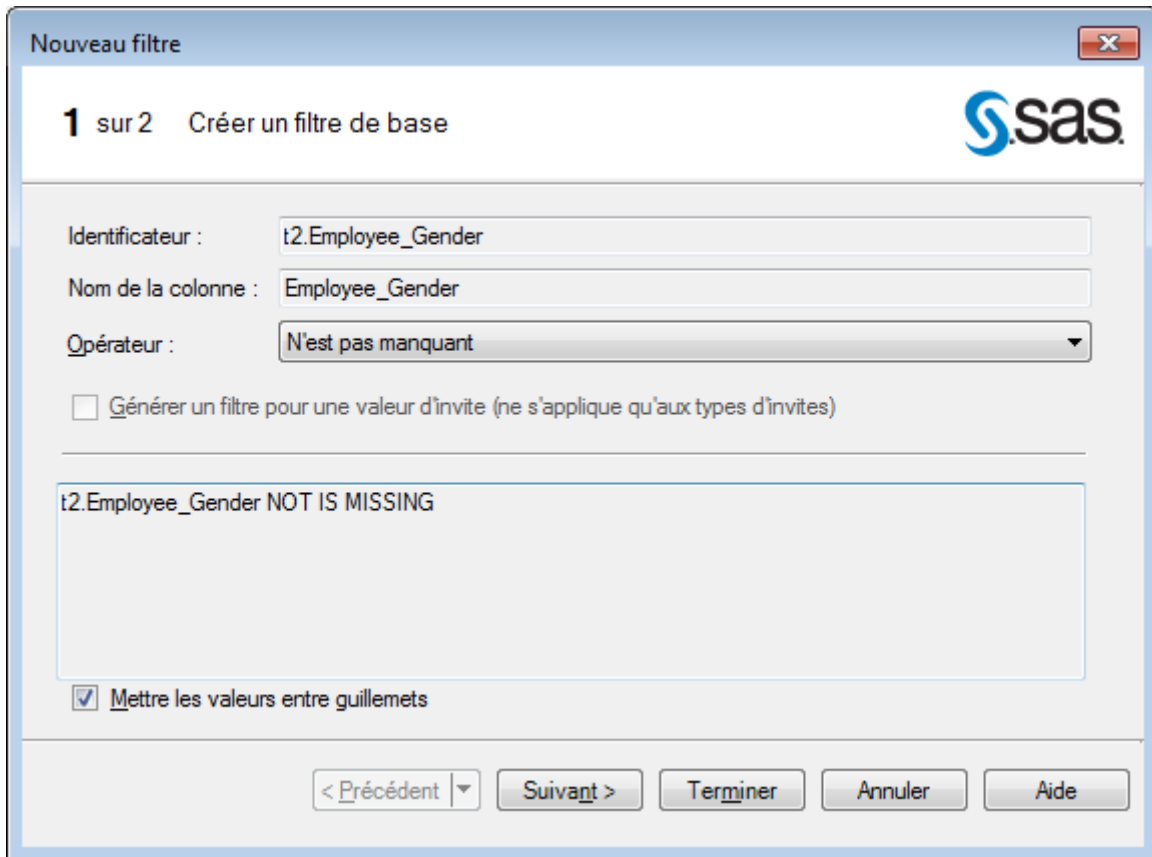 Nouveau filtre
1 sur 2 Créer un filtre de base
sas
Identificateur : t2.Employee_Gender
Nom de la colonne : Employee_Gender
Opérateur : N'est pas manquant
Générer un filtre pour une valeur d'invite (ne s'applique qu'aux types d'invites)
t2.Employee_Gender NOT IS MISSING
Mettre les valeurs entre guillemets
< Précédent Suivant > Terminer Annuler Aide